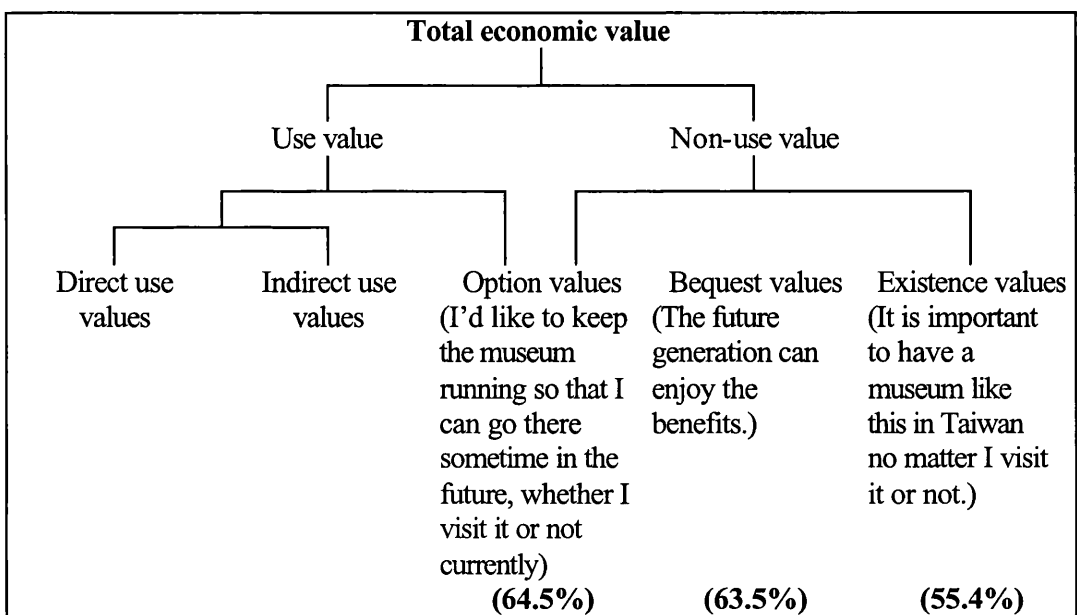 Total economic value
Use value
Non-use value
Direct use
values
Indirect use
values
Option values
(I'd like to keep
the museum
running so that I
can go there
sometime in the
future, whether I
visit it or not
currently)
(64.5%)
Bequest values
(The future
generation can
enjoy the
benefits.)
(63.5%)
Existence values
(It is important
to have a
museum like
this in Taiwan
no matter I visit
it or not.)
(55.4%)